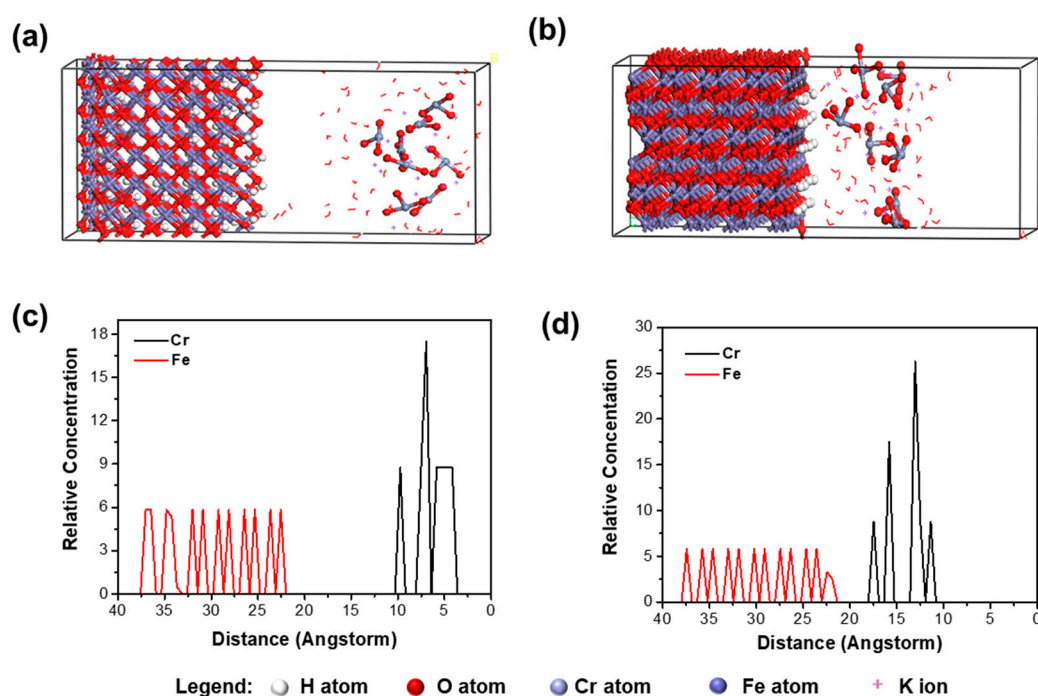 (a)
(b)
(c)
18
15
12
9
6
3
0
Relative Concentration
Cr
Fe
40 35 30 25 20 15 10 5 0
Distance (Angstorm)
(d)
30
25
20
15
10
5
0
Relative Concentation
Cr
Fe
40 35 30 25 20 15 10 5 0
Distance (Angstorm)
Legend: H atom O atom Cr atom Fe atom K ion